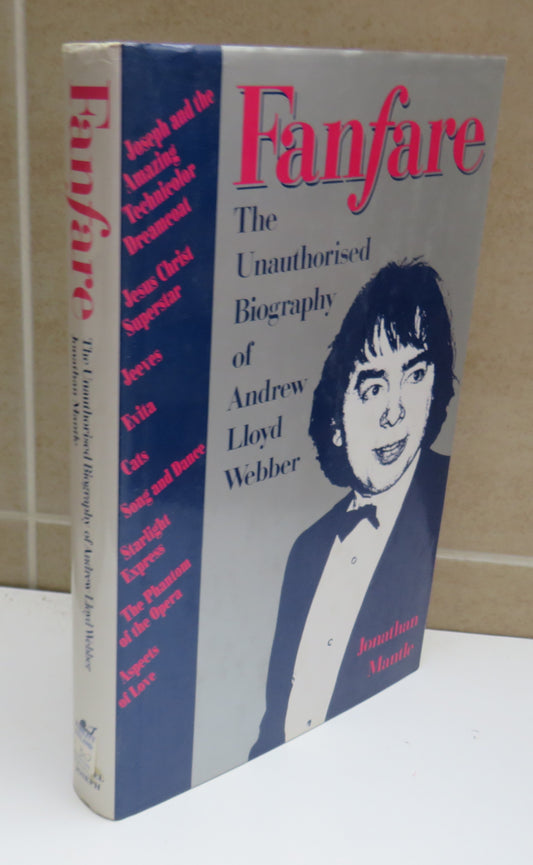 Fanfare
The Unauthorised Biography of Andrew Lloyd Webber
Jonathan Mantle
JOSEPH
Joseph and the
Amazing
Technicolor
Dreamcoat
Jesus Christ
Superstar
Jeeves
Evita
Cats
Song and Dance
Starlight
Express
The Phantom
of the Opera
Aspects
of Love
Fanfare
The
Unauthorised
Biography
of
Andrew
Lloyd
Webber
Jonathan
Mantle